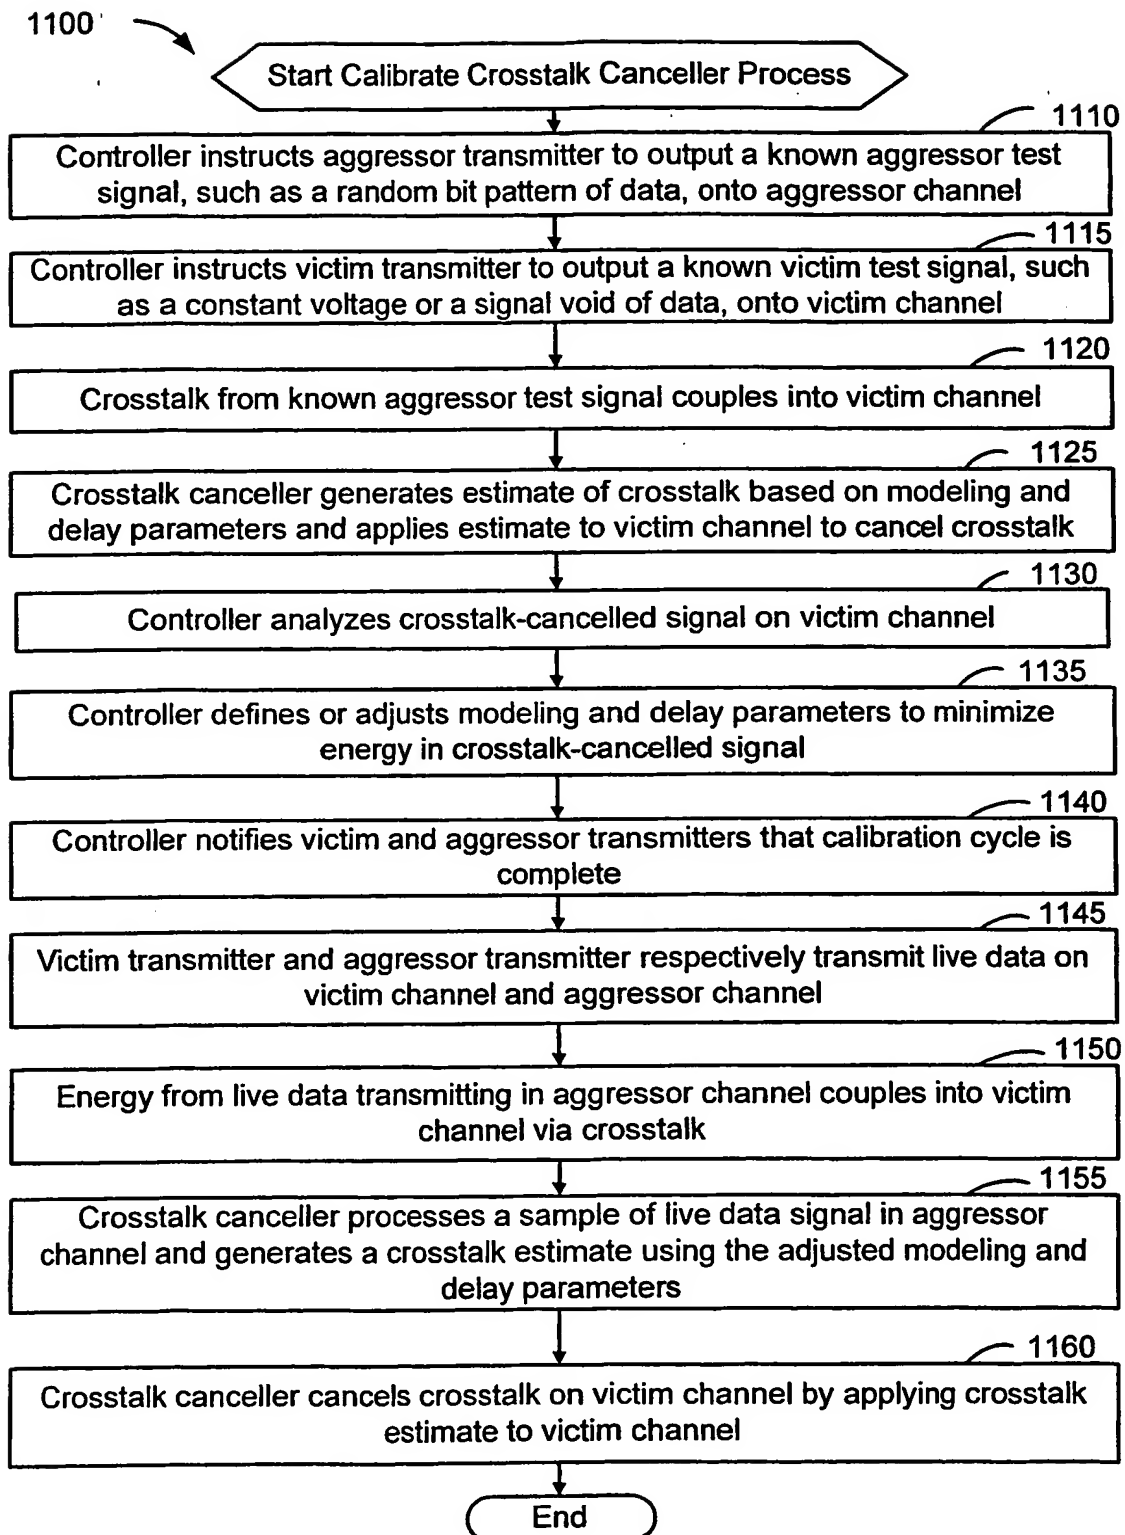 1100
Start Calibrate Crosstalk Canceller Process
1110
Controller instructs aggressor transmitter to output a known aggressor test
signal, such as a random bit pattern of data, onto aggressor channel
1115
Controller instructs victim transmitter to output a known victim test signal, such
as a constant voltage or a signal void of data, onto victim channel
1120
Crosstalk from known aggressor test signal couples into victim channel
1125
Crosstalk canceller generates estimate of crosstalk based on modeling and
delay parameters and applies estimate to victim channel to cancel crosstalk
1130
Controller analyzes crosstalk-cancelled signal on victim channel
1135
Controller defines or adjusts modeling and delay parameters to minimize
energy in crosstalk-cancelled signal
1140
Controller notifies victim and aggressor transmitters that calibration cycle is
complete
1145
Victim transmitter and aggressor transmitter respectively transmit live data on
victim channel and aggressor channel
1150
Energy from live data transmitting in aggressor channel couples into victim
channel via crosstalk
1155
Crosstalk canceller processes a sample of live data signal in aggressor
channel and generates a crosstalk estimate using the adjusted modeling and
delay parameters
1160
Crosstalk canceller cancels crosstalk on victim channel by applying crosstalk
estimate to victim channel
End